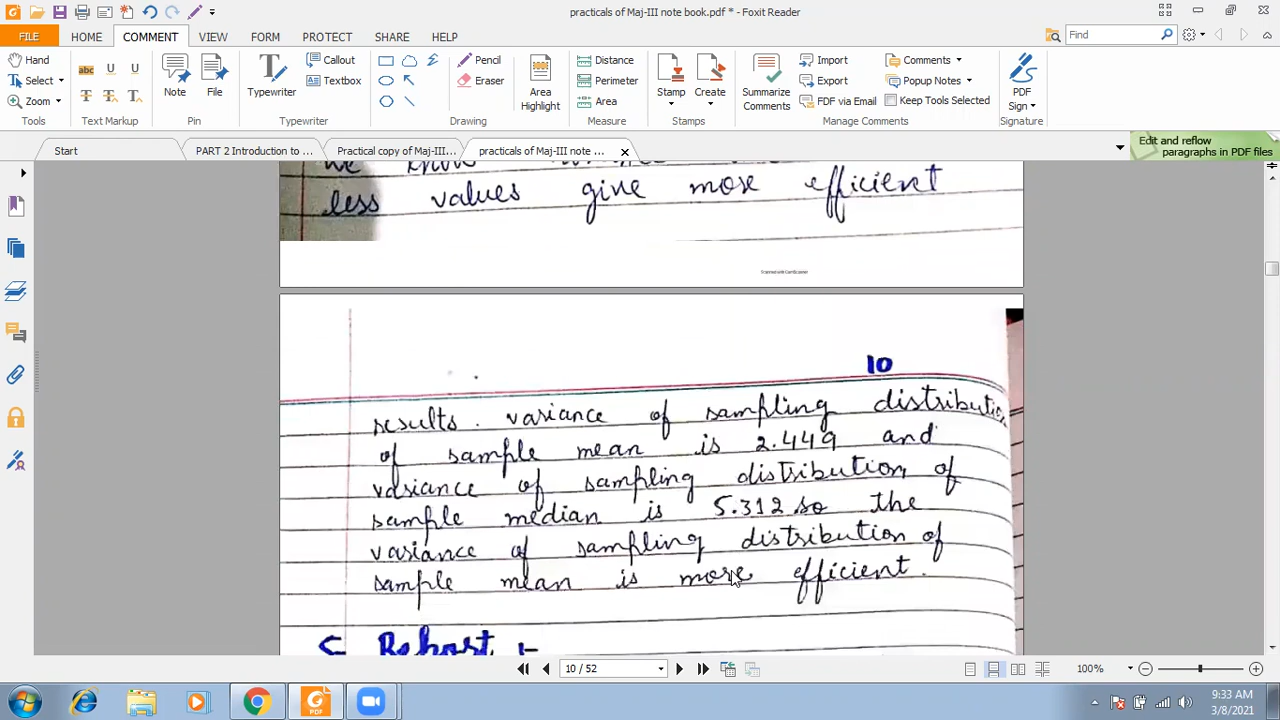 practicals of Maj-III note book.pdf * - Foxit Reader
FILE HOME COMMENT VIEW FORM PROTECT SHARE HELP
Find
Hand
Select
Zoom
Tools
Text Markup
Note
File
Pin
Typewriter
Callout
Textbox
Typewriter
Pencil
Eraser
Area Highlight
Drawing
Distance
Perimeter
Area
Measure
Stamp
Create
Stamps
Summarize Comments
Import
Export
FDF via Email
Comments
Popup Notes
Keep Tools Selected
Manage Comments
PDF Sign
Signature
Start
PART 2 Introduction to ...
Practical copy of Maj-III...
practicals of Maj-III note ...
Edit and reflow
paragraphs in PDF files
we know
less values give more efficient
Scanned with CamScanner
10
results. variance of sampling distribution
of sample mean is 2.449 and
variance of sampling distribution of
sample median is 5.312 so the
variance of sampling distribution of
sample mean is more efficient.
10 / 52
100%
9:33 AM
3/8/2021